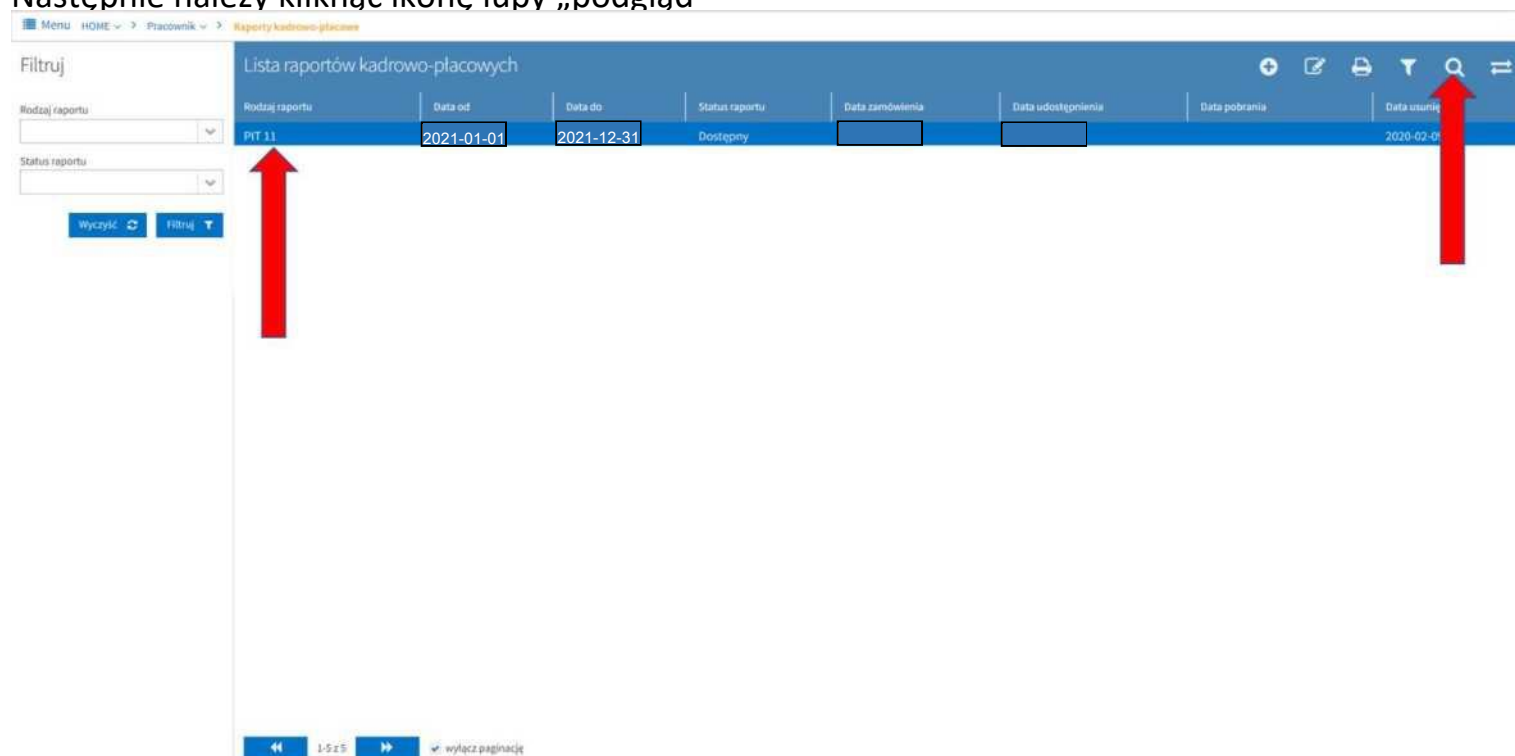 Następnie należy kliknąć ikonę lupy „podgląd
Menu HOME > Pracownik > Raporty kadrowo-płacowe
Filtruj
Rodzaj raportu
Status raportu
Wyczyść Filtruj
Lista raportów kadrowo-płacowych
Rodzaj raportu Data od Data do Status raportu Data zamówienia Data udostępnienia Data pobrania Data
PIT 11 2021-01-01 2021-12-31 Dostępny
1-5 z 5 wyłącz paginację